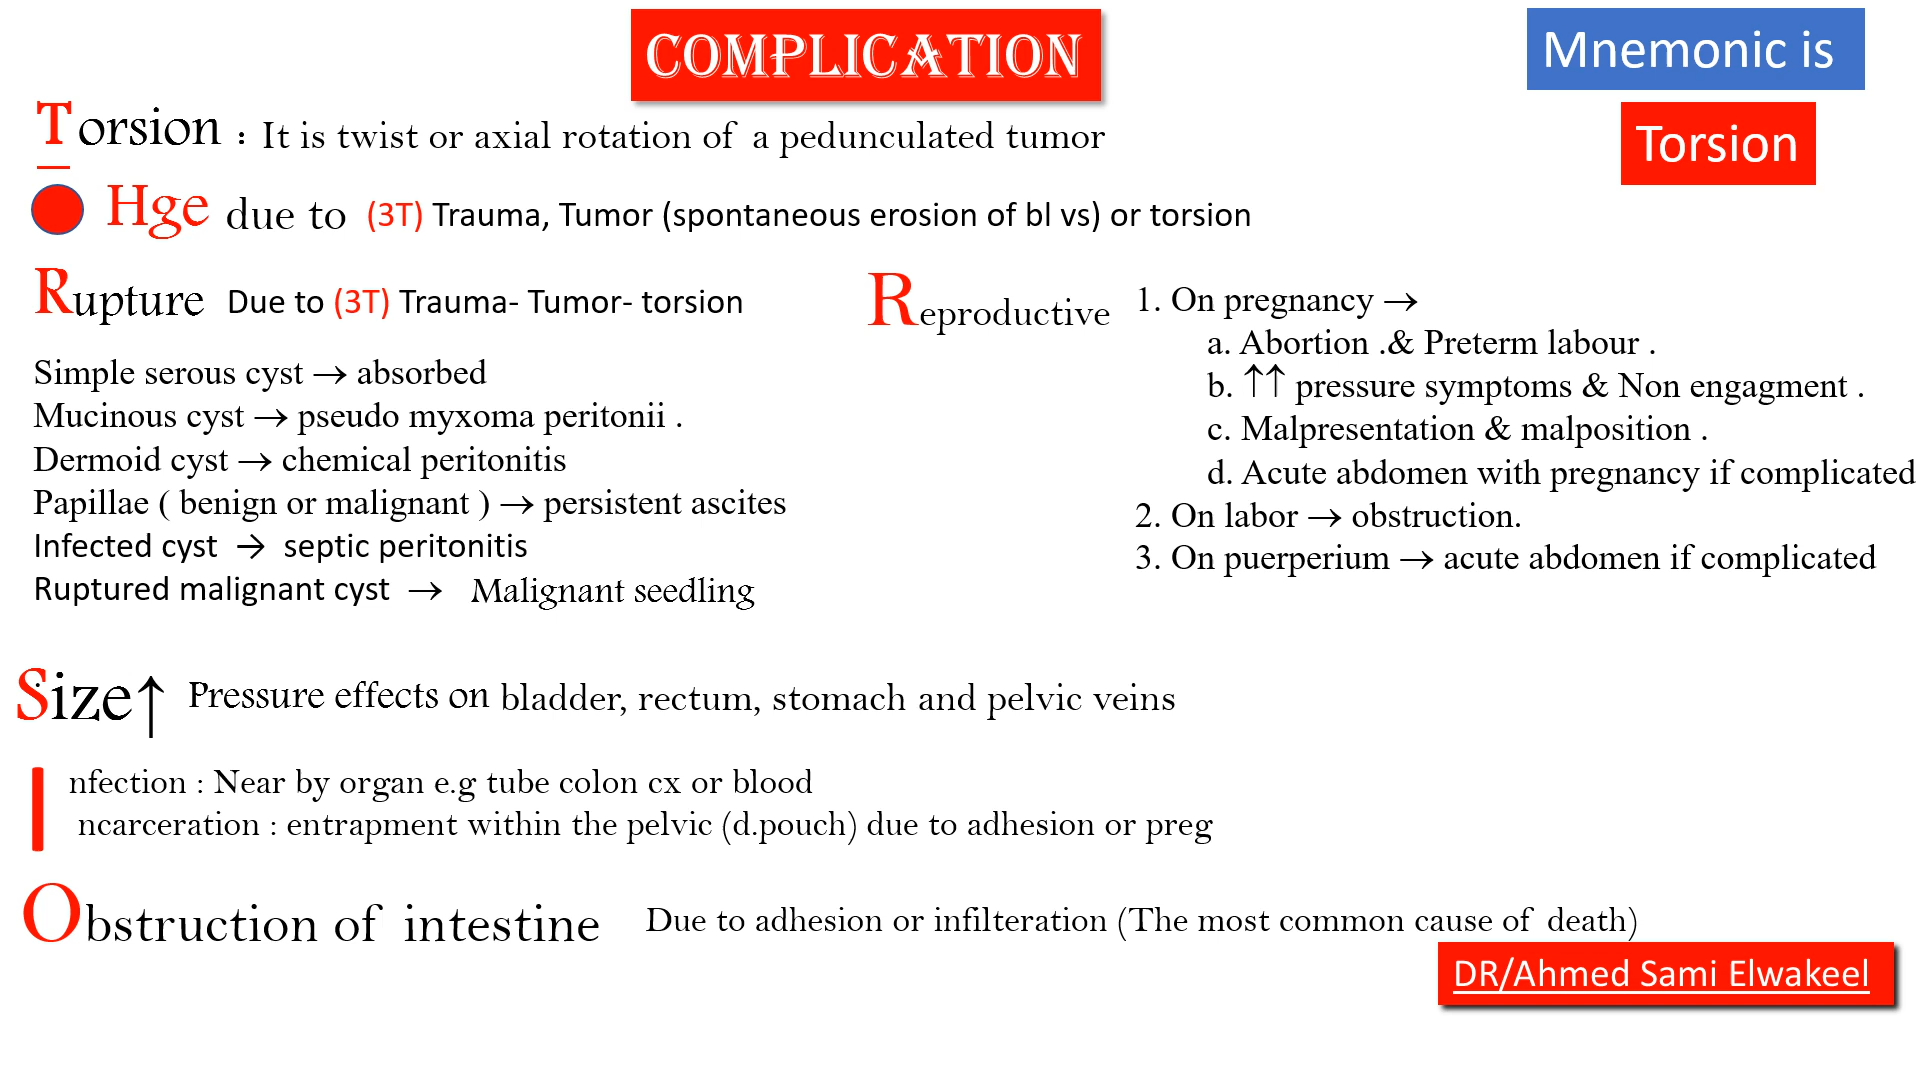 COMPLICATION
Mnemonic is
Torsion
Torsion : It is twist or axial rotation of a pedunculated tumor
Hge due to (3T) Trauma, Tumor (spontaneous erosion of bl vs) or torsion
Rupture Due to (3T) Trauma- Tumor- torsion
Simple serous cyst → absorbed
Mucinous cyst → pseudo myxoma peritonii .
Dermoid cyst → chemical peritonitis
Papillae ( benign or malignant ) → persistent ascites
Infected cyst → septic peritonitis
Ruptured malignant cyst → Malignant seedling
Reproductive 1. On pregnancy →
a. Abortion .& Preterm labour .
b. ↑↑ pressure symptoms & Non engagment .
c. Malpresentation & malposition .
d. Acute abdomen with pregnancy if complicated
2. On labor → obstruction.
3. On puerperium → acute abdomen if complicated
Size↑ Pressure effects on bladder, rectum, stomach and pelvic veins
Infection : Near by organ e.g tube colon cx or blood
ncarceration : entrapment within the pelvic (d.pouch) due to adhesion or preg
Obstruction of intestine Due to adhesion or infilteration (The most common cause of death)
DR/Ahmed Sami Elwakeel